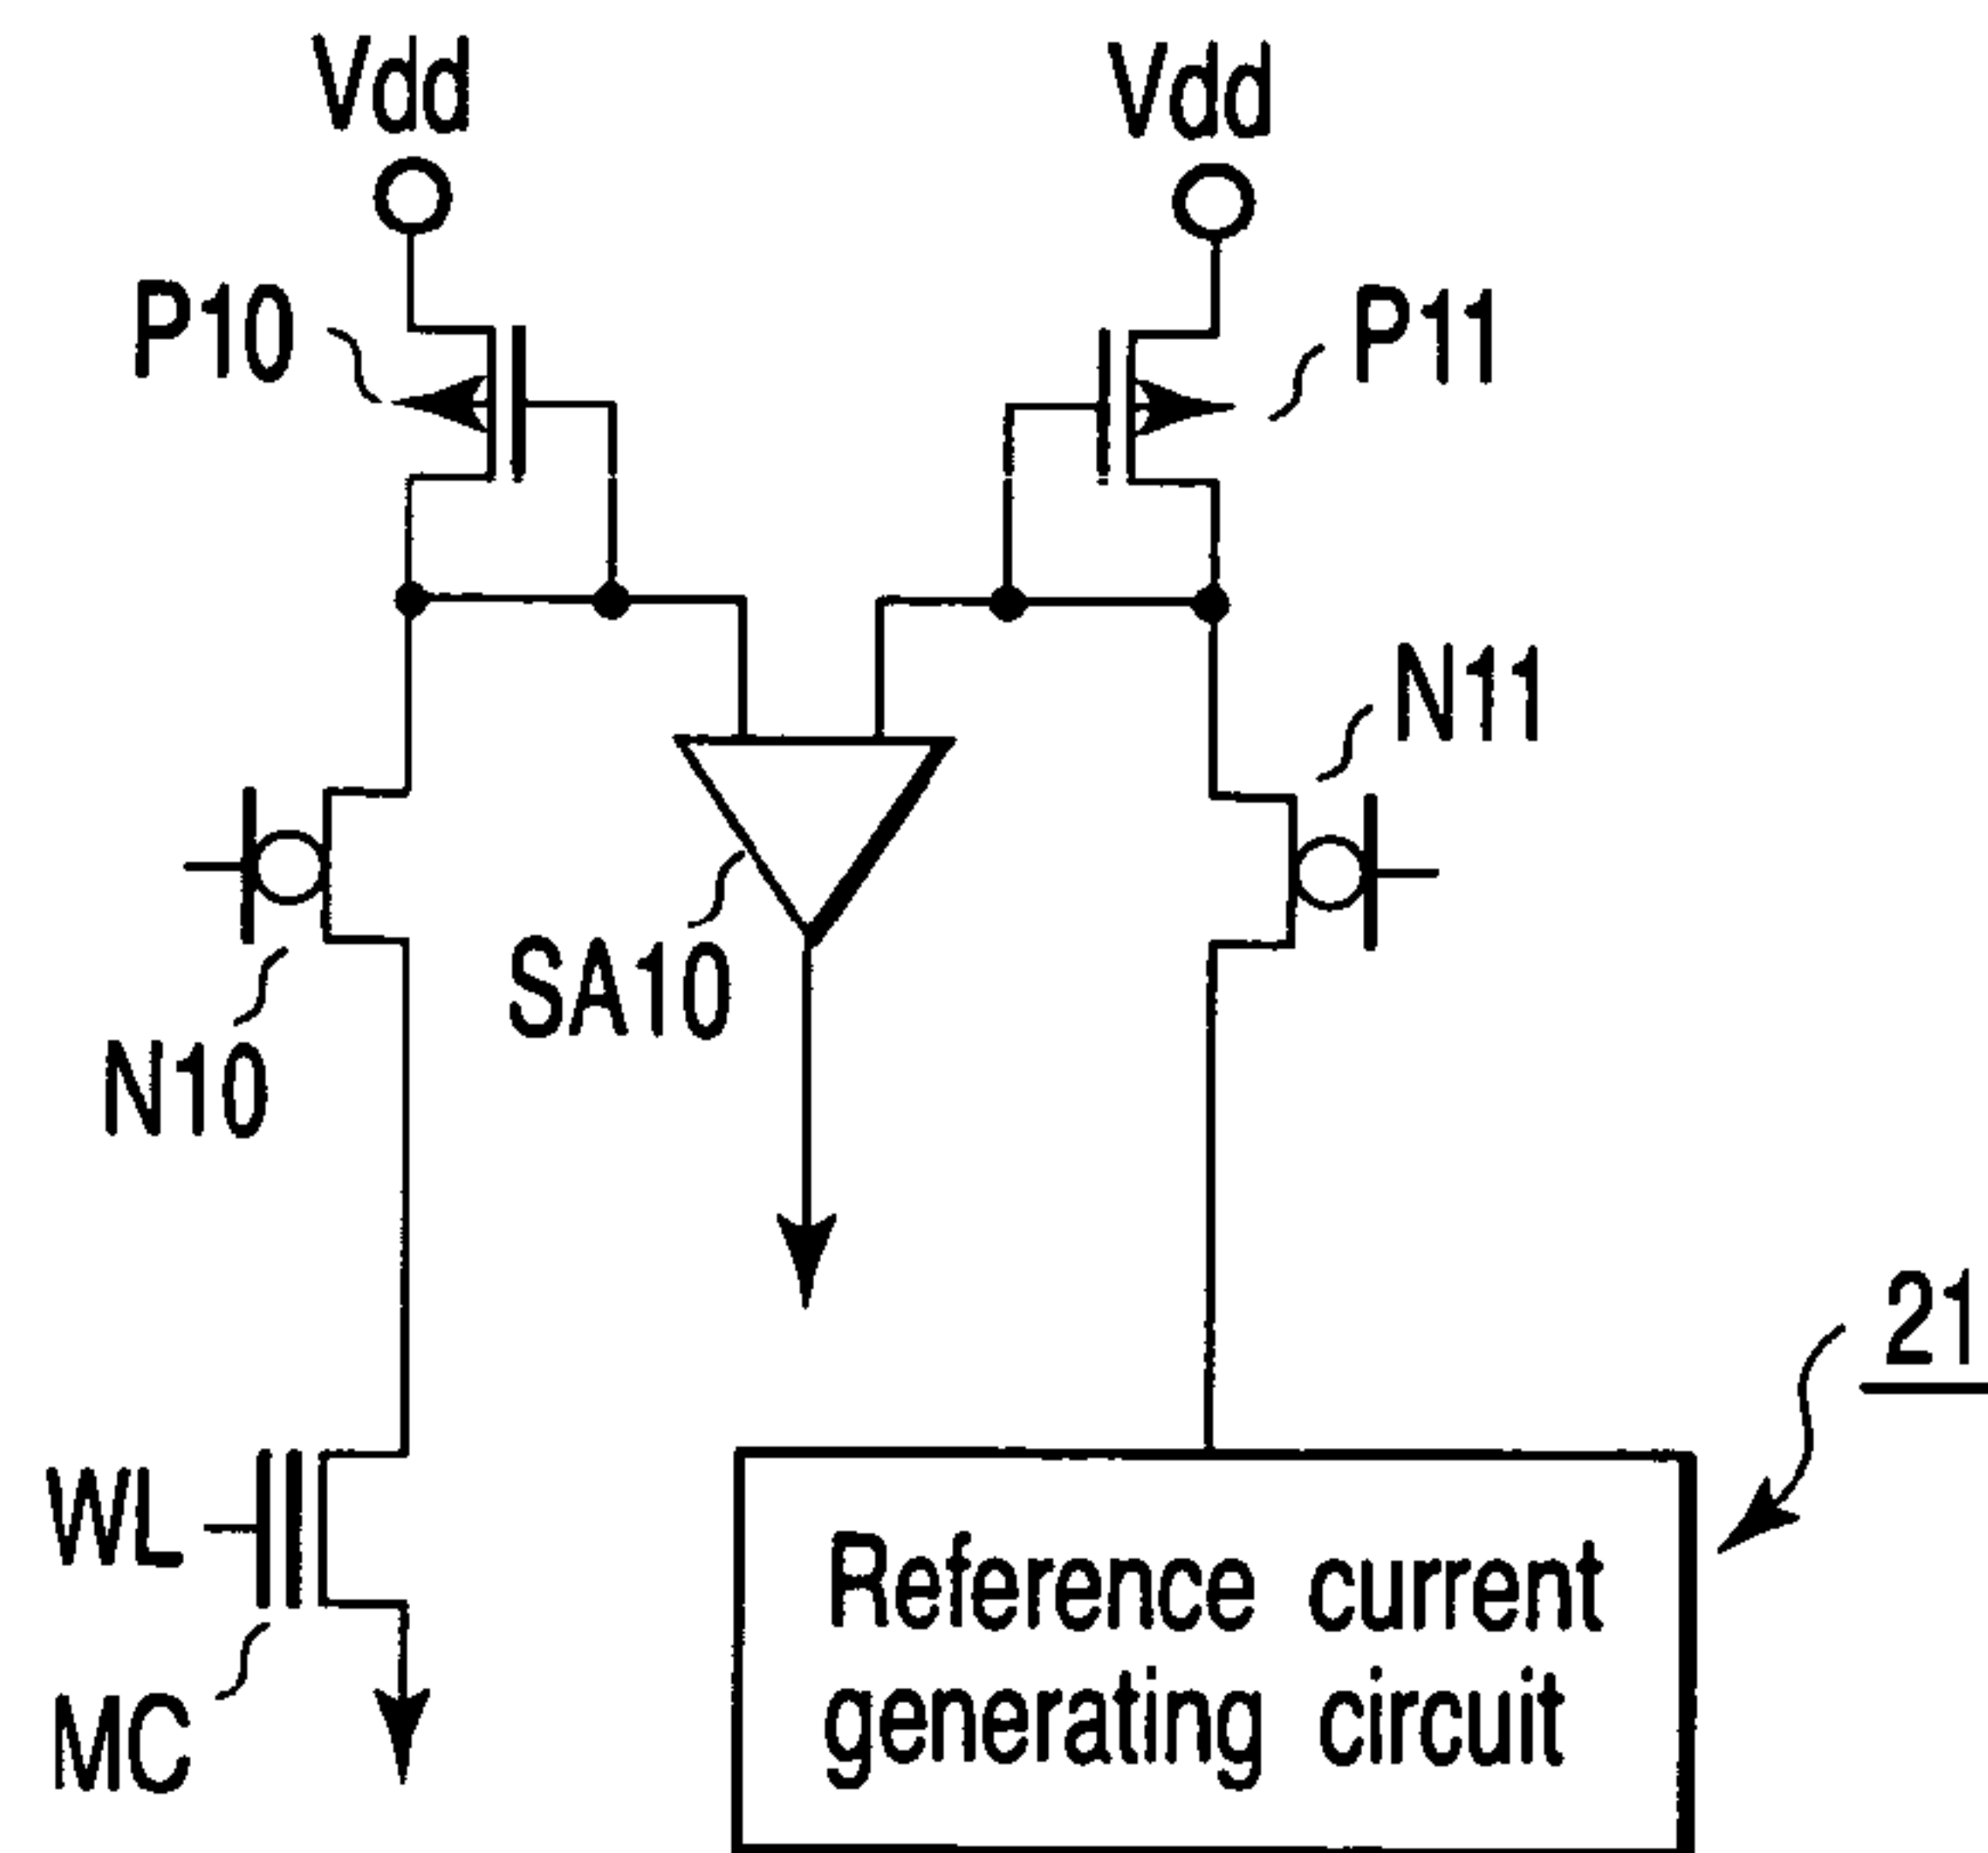 Vdd
Vdd
P10
P11
N11
SA10
N10
21
WL
Reference current
generating circuit
MC